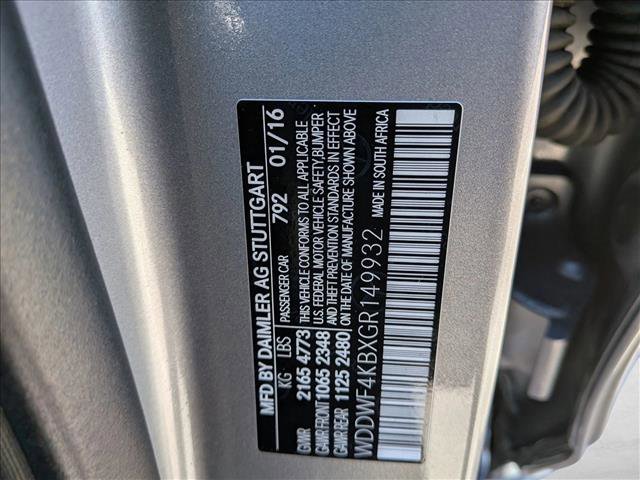 MFD BY DAIMLER AG STUTTGART
KG LBS PASSENGER CAR 792 01/16
GVWR 2165 4773 THIS VEHICLE CONFORMS TO ALL APPLICABLE
GAWR FRONT 1065 2348 U.S. FEDERAL MOTOR VEHICLE SAFETY, BUMPER
GAWR REAR 1125 2480 AND THEFT PREVENTION STANDARDS IN EFFECT
ON THE DATE OF MANUFACTURE SHOWN ABOVE
WDDWF4KBXGR149932 MADE IN SOUTH AFRICA